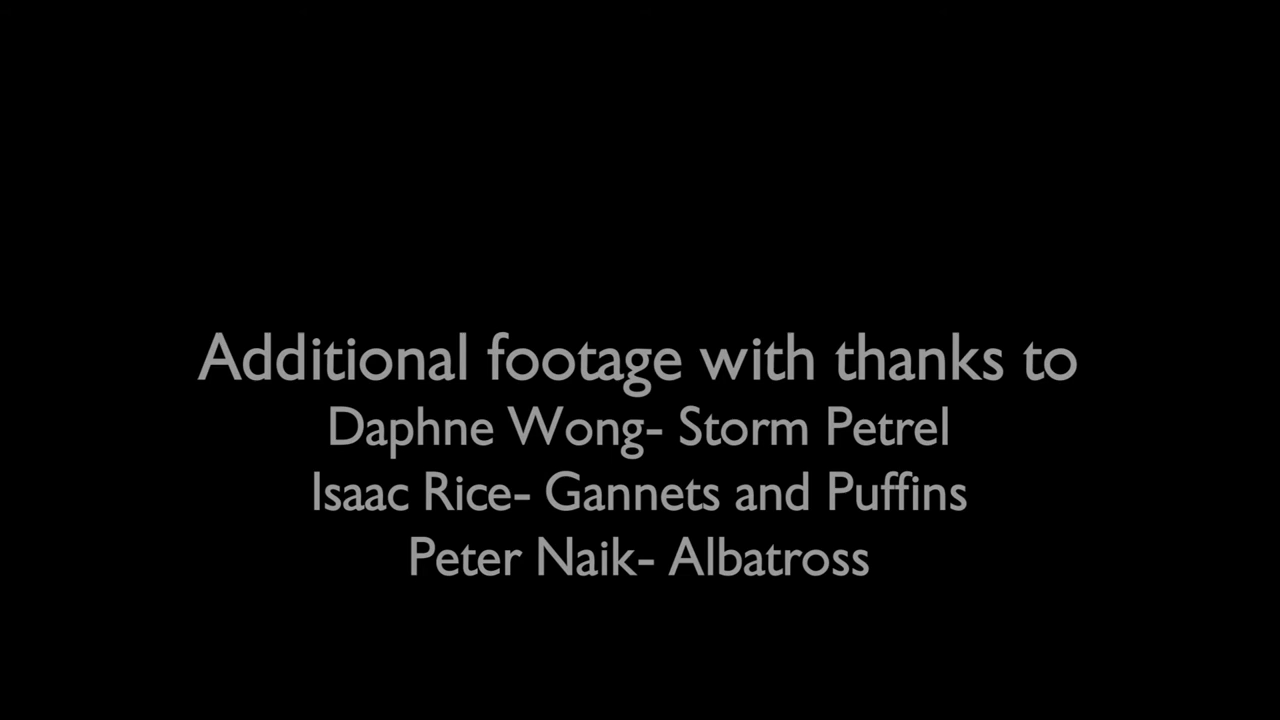 Additional footage with thanks to
Daphne Wong- Storm Petrel
Isaac Rice- Gannets and Puffins
Peter Naik- Albatross